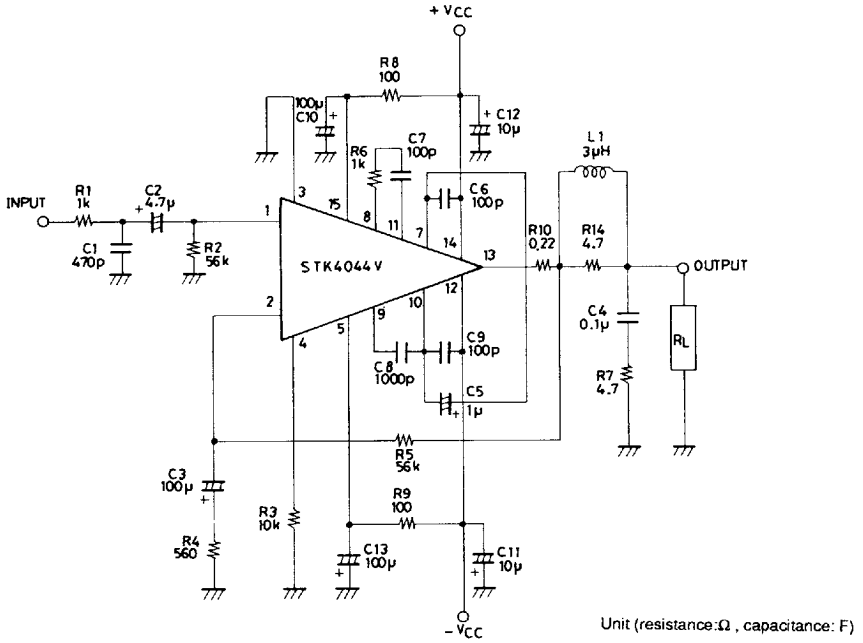 + VCC
R8
100
100µ
C10
+
+
C12
10µ
L1
3µH
R6
1k
C7
100p
INPUT
R1
1k
C2
4.7µ
+
C1
470p
R2
56k
C6
100p
1
3
15
8
11
7
14
13
STK4044V
R10
0.22
R14
4.7
OUTPUT
2
4
5
9
10
12
C8
1000p
C9
100p
C5
1µ
+
C4
0.1µ
R7
4.7
RL
R5
56k
C3
100µ
+
R4
560
R3
10k
R9
100
C13
100µ
+
C11
10µ
+
- VCC
Unit (resistance:Ω , capacitance: F)